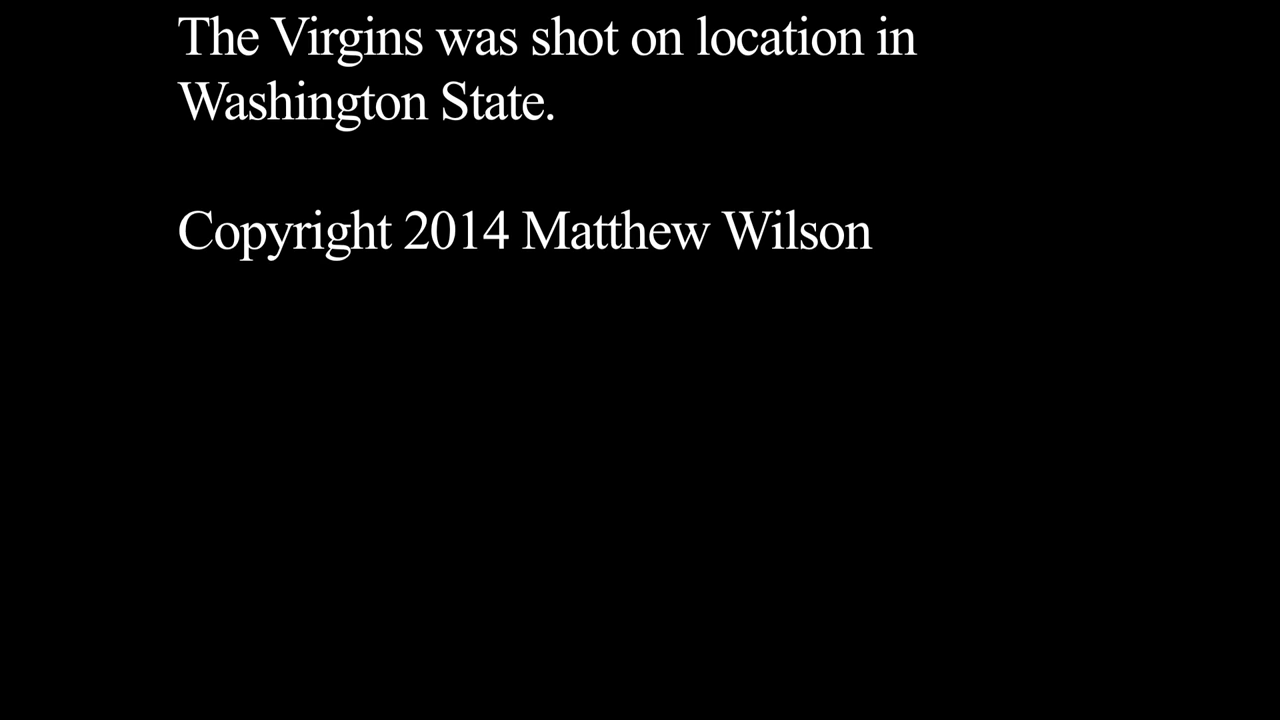 The Virgins was shot on location in
Washington State.
Copyright 2014 Matthew Wilson